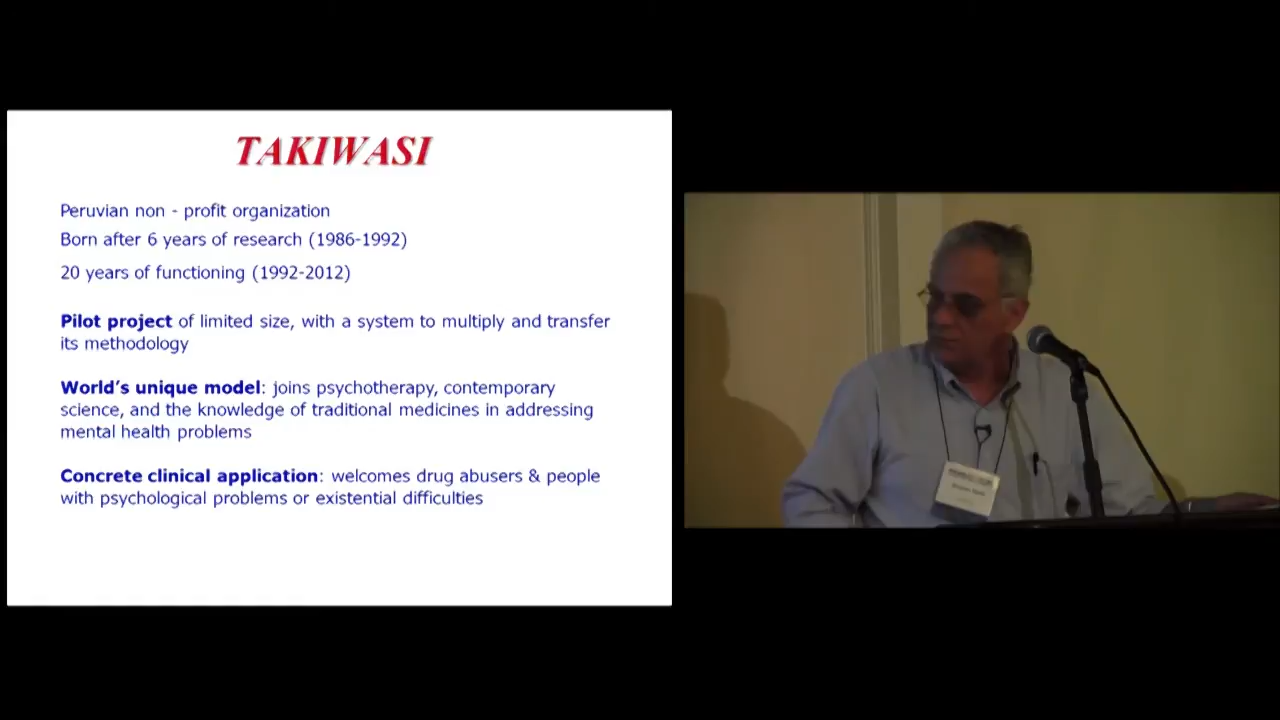 TAKIWASI
Peruvian non - profit organization
Born after 6 years of research (1986-1992)
20 years of functioning (1992-2012)
Pilot project of limited size, with a system to multiply and transfer
its methodology
World's unique model: joins psychotherapy, contemporary
science, and the knowledge of traditional medicines in addressing
mental health problems
Concrete clinical application: welcomes drug abusers & people
with psychological problems or existential difficulties